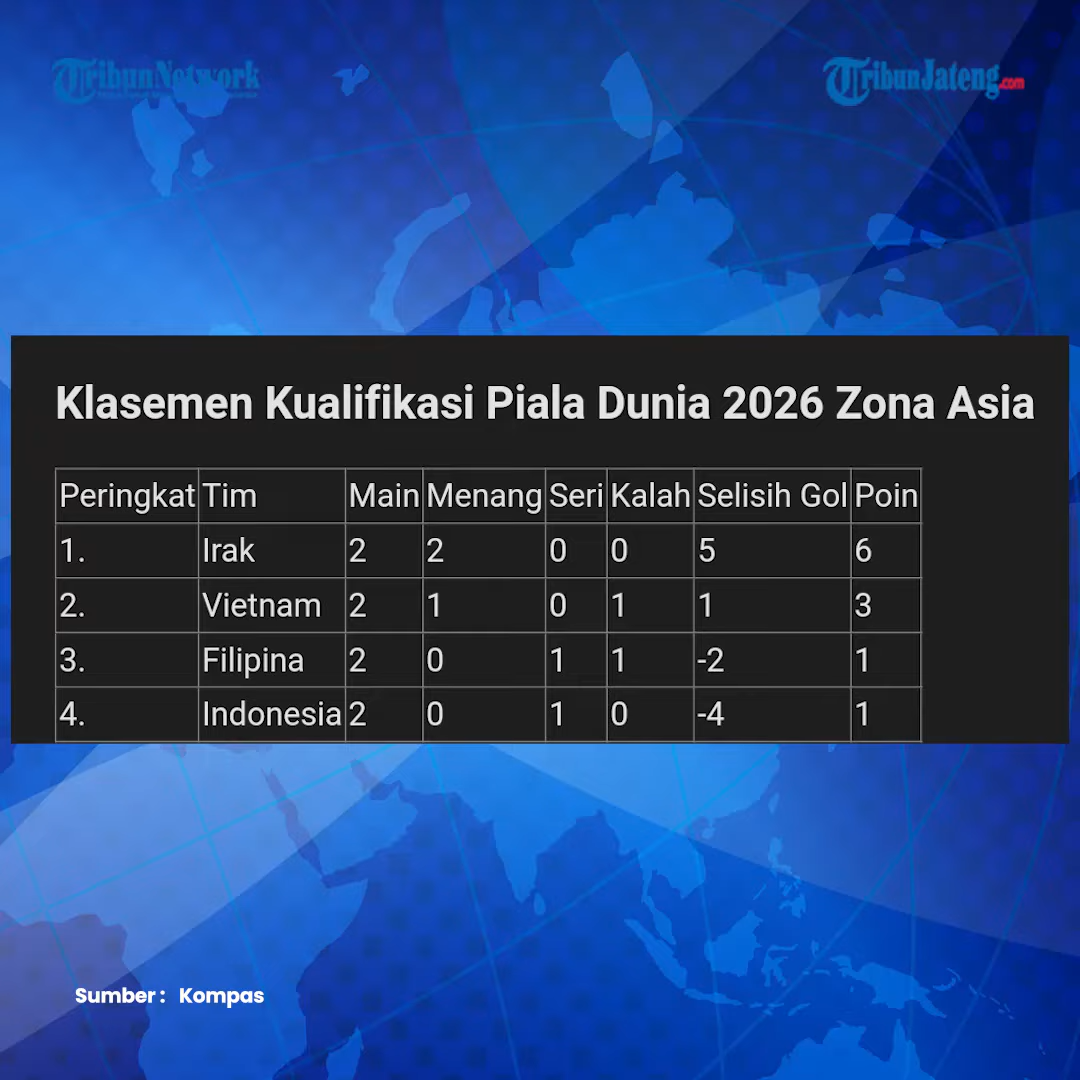 TribunNetwork
TribunJateng.com
Klasemen Kualifikasi Piala Dunia 2026 Zona Asia
Peringkat Tim Main Menang Seri Kalah Selisih Gol Poin
1. Irak 2 2 0 0 5 6
2. Vietnam 2 1 0 1 1 3
3. Filipina 2 0 1 1 -2 1
4. Indonesia 2 0 1 0 -4 1
Sumber : Kompas